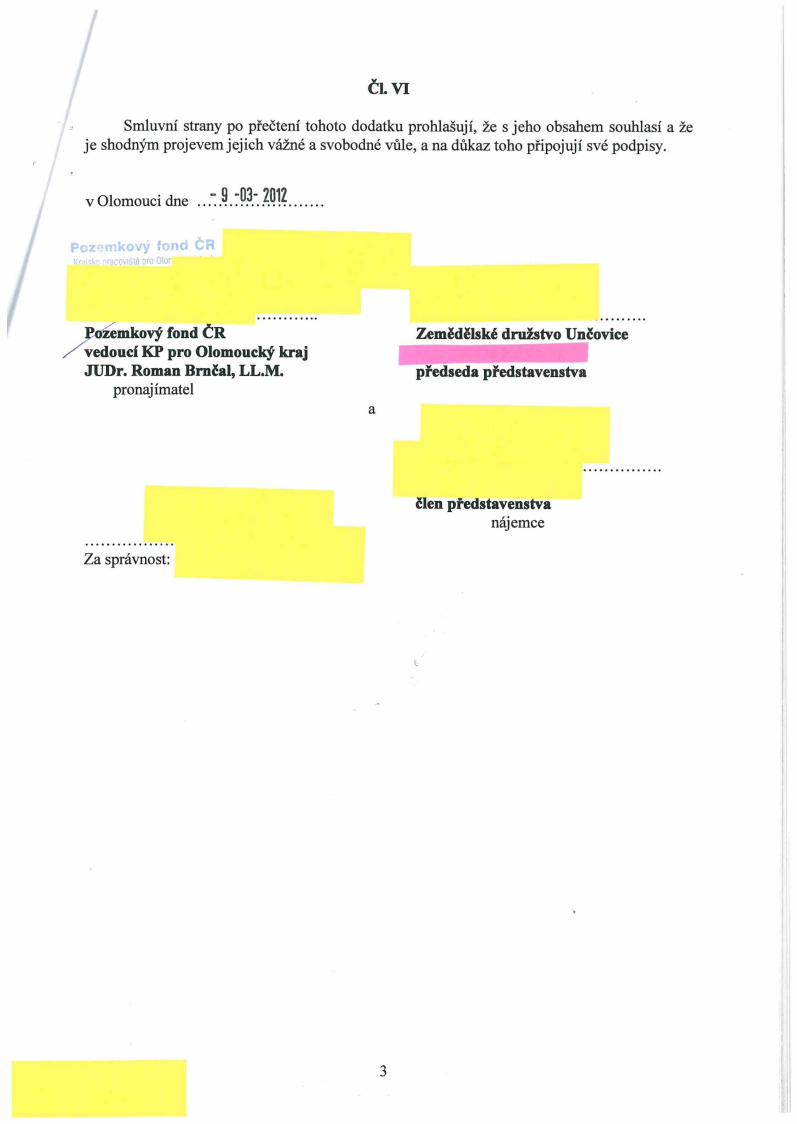 Čl. VI
Smluvní strany po přečtení tohoto dodatku prohlašují, že s jeho obsahem souhlasí a že
je shodným projevem jejich vážné a svobodné vůle, a na důkaz toho připojují své podpisy.
v Olomouci dne ....- 9 -03- 2012.......
Pozemkový fond ČR
Krajské pracoviště pro
............
.........
Pozemkový fond ČR
Zemědělské družstvo Unčovice
vedoucí KP pro Olomoucký kraj
JUDr. Roman Brnčal, LL.M.
předseda představenstva
pronajímatel
a
...............
člen představenstva
nájemce
.................
Za správnost:
3